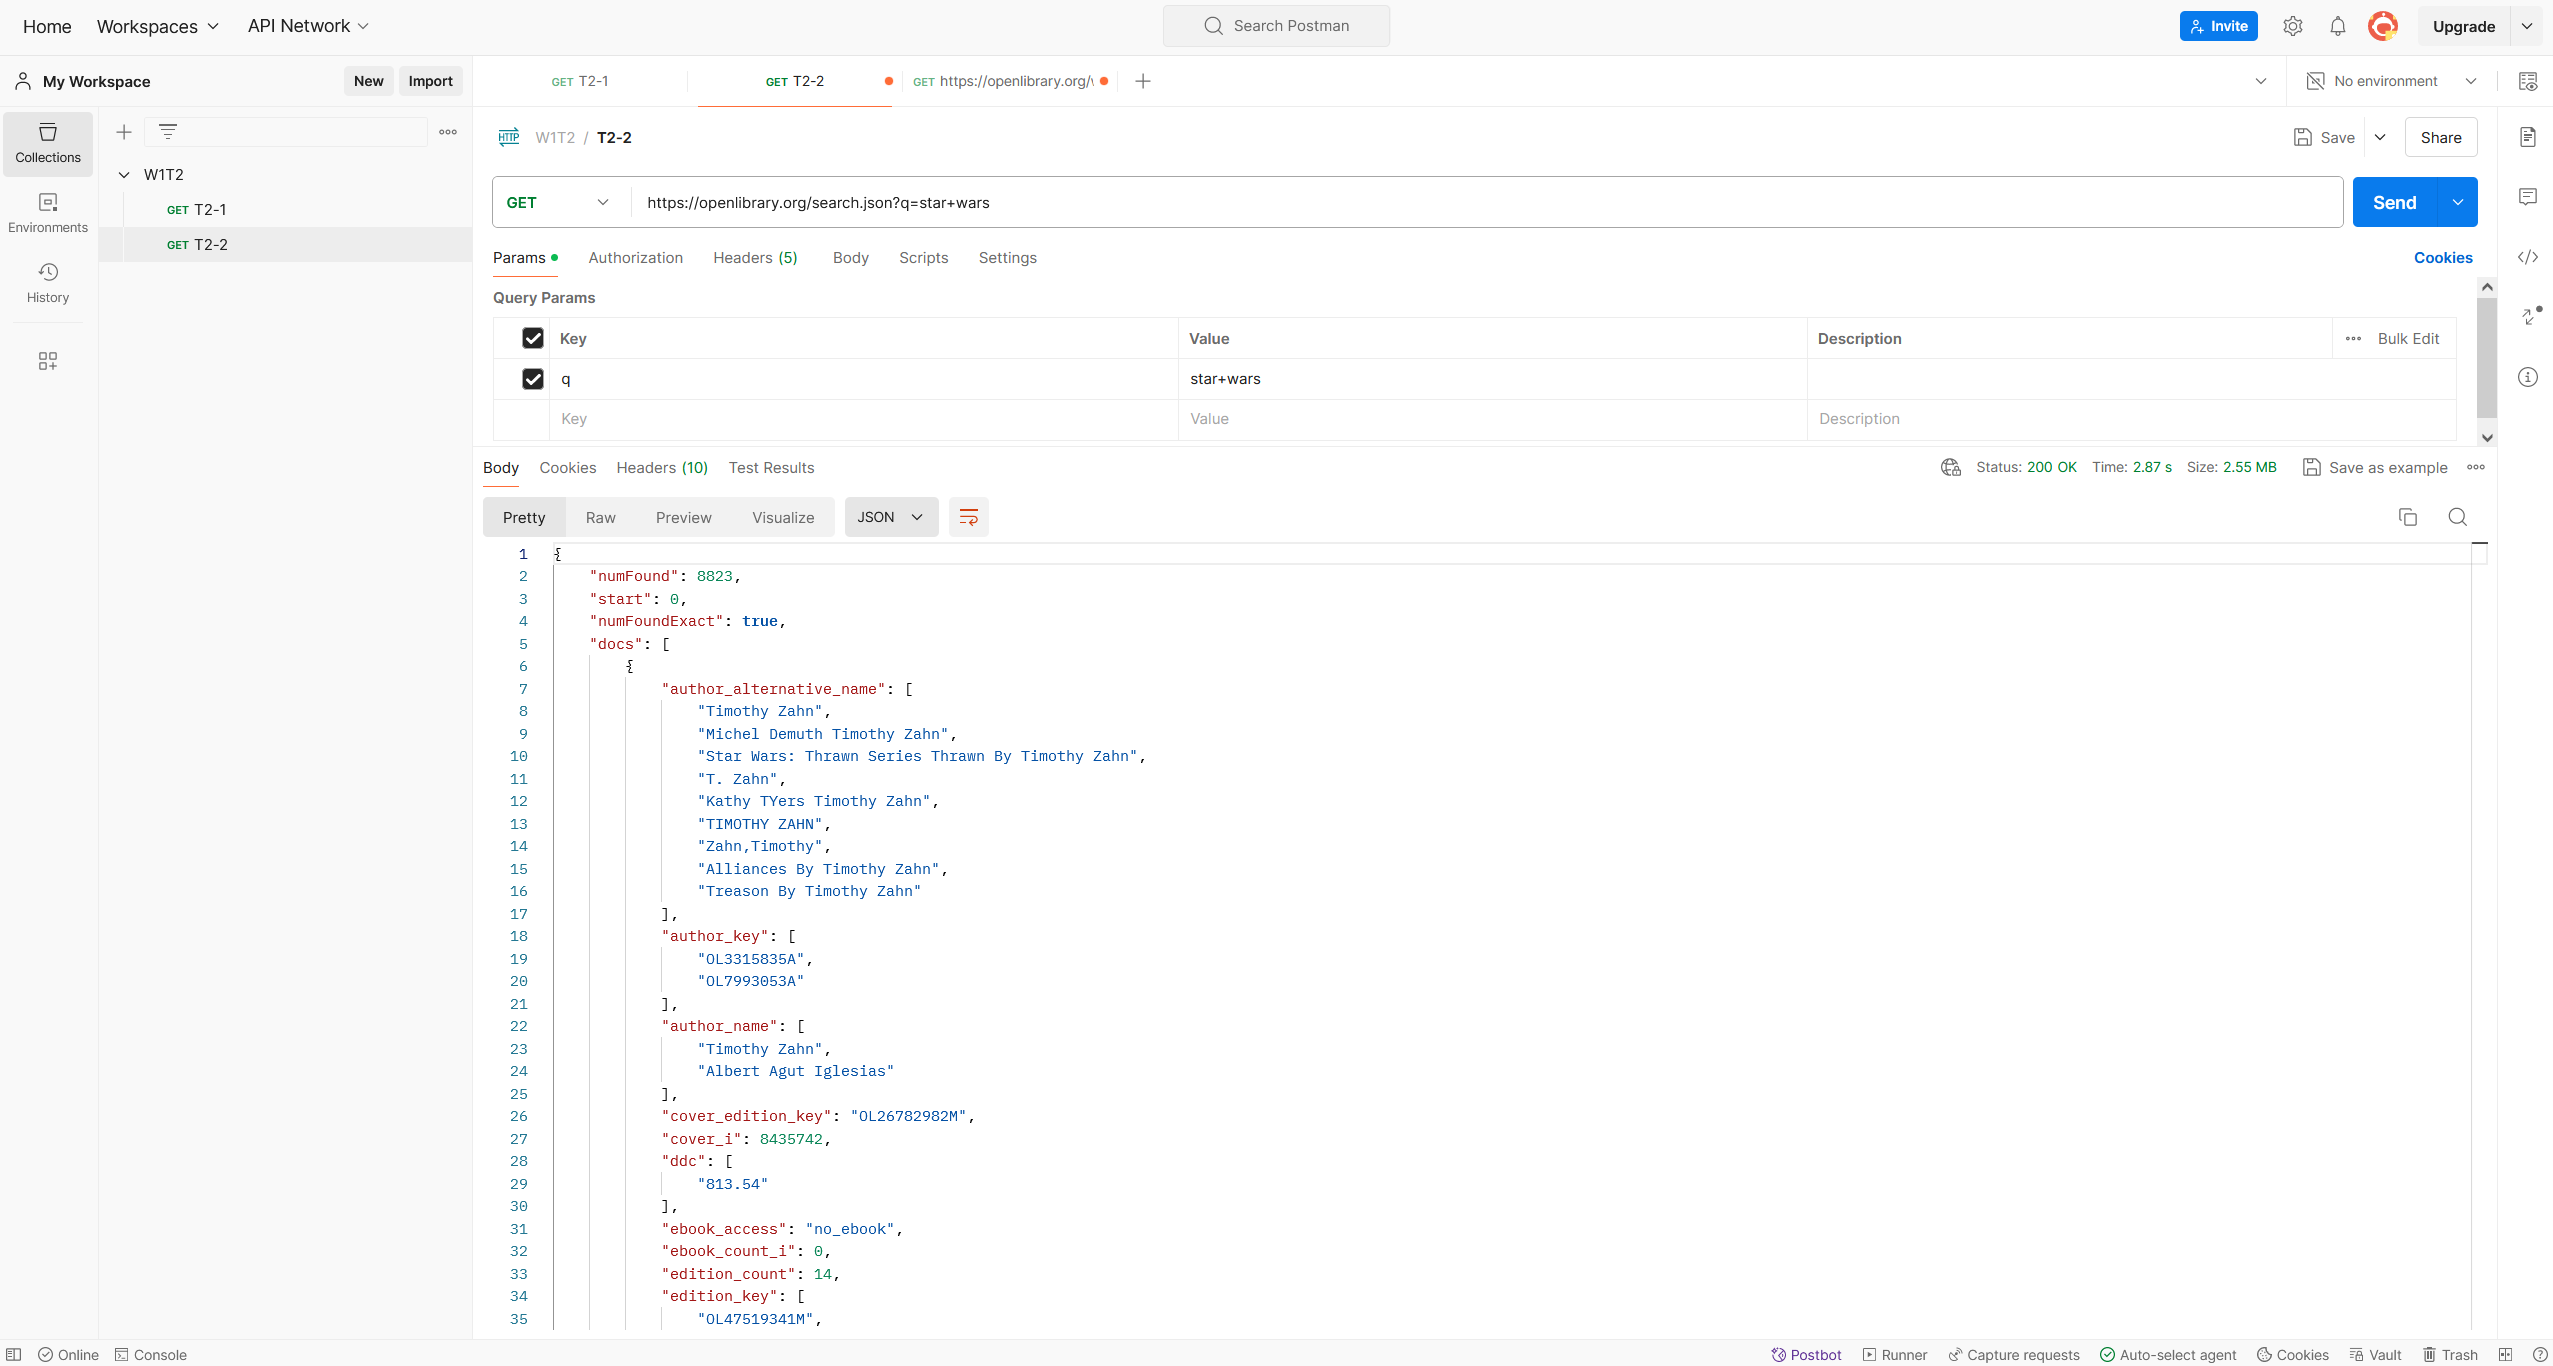 Home Workspaces API Network Search Postman Invite Upgrade
My Workspace New Import GET T2-1 GET T2-2 GET https://openlibrary.org/ No environment
Collections
Environments
History
W1T2
GET T2-1
GET T2-2
HTTP W1T2 / T2-2 Save Share
GET https://openlibrary.org/search.json?q=star+wars Send
Params Authorization Headers (5) Body Scripts Settings Cookies
Query Params
Key Value Description Bulk Edit
q star+wars
Key Value Description
Body Cookies Headers (10) Test Results Status: 200 OK Time: 2.87 s Size: 2.55 MB Save as example
Pretty Raw Preview Visualize JSON
1 {
2 "numFound": 8823,
3 "start": 0,
4 "numFoundExact": true,
5 "docs": [
6 {
7 "author_alternative_name": [
8 "Timothy Zahn",
9 "Michel Demuth Timothy Zahn",
10 "Star Wars: Thrawn Series Thrawn By Timothy Zahn",
11 "T. Zahn",
12 "Kathy TYers Timothy Zahn",
13 "TIMOTHY ZAHN",
14 "Zahn,Timothy",
15 "Alliances By Timothy Zahn",
16 "Treason By Timothy Zahn"
17 ],
18 "author_key": [
19 "OL3315835A",
20 "OL7993053A"
21 ],
22 "author_name": [
23 "Timothy Zahn",
24 "Albert Agut Iglesias"
25 ],
26 "cover_edition_key": "OL26782982M",
27 "cover_i": 8435742,
28 "ddc": [
29 "813.54"
30 ],
31 "ebook_access": "no_ebook",
32 "ebook_count_i": 0,
33 "edition_count": 14,
34 "edition_key": [
35 "OL47519341M",
Online Console Postbot Runner Capture requests Auto-select agent Cookies Vault Trash